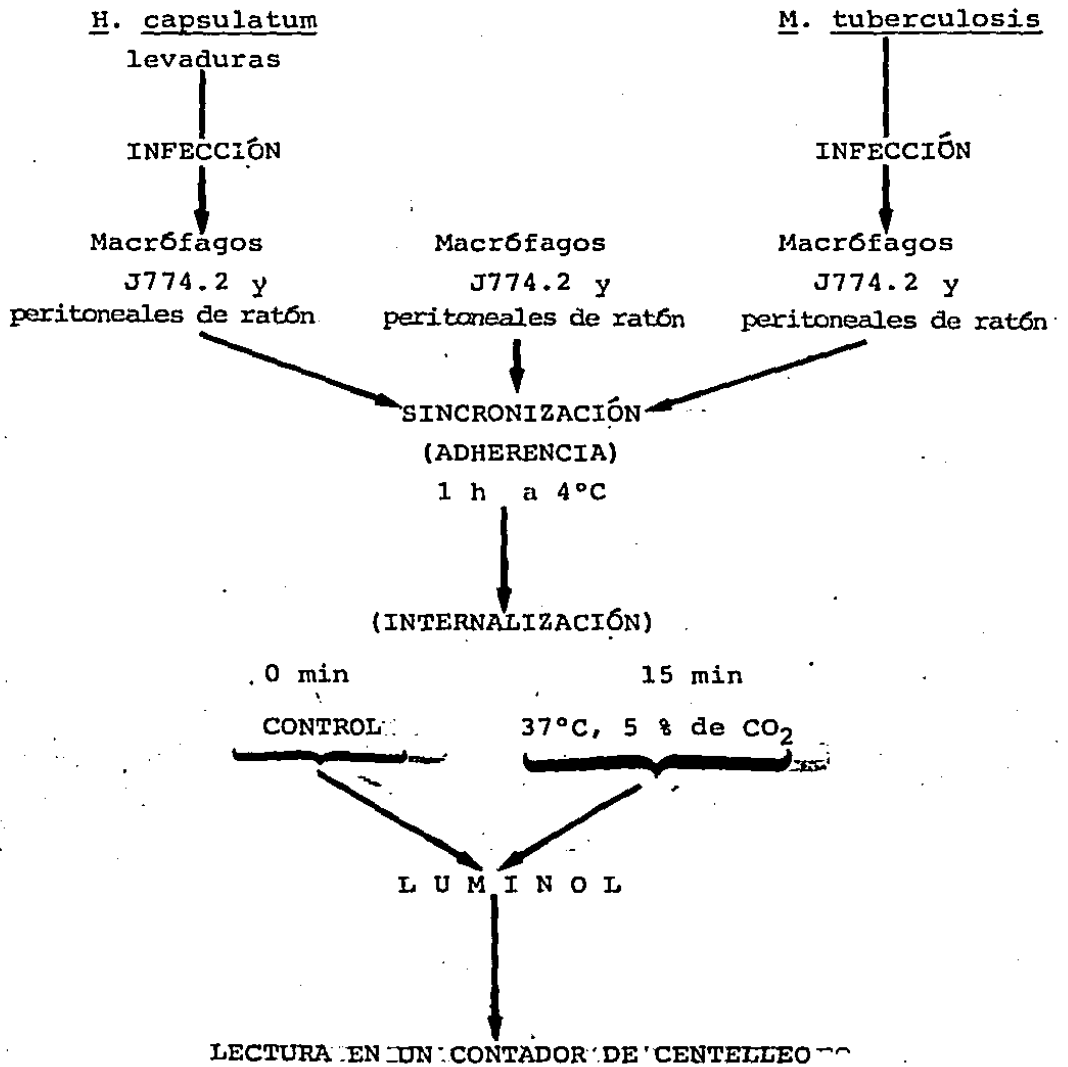 H. capsulatum
levaduras
M. tuberculosis
INFECCIÓN
INFECCIÓN
Macrófagos
J774.2 y
peritoneales de ratón
Macrófagos
J774.2 y
peritoneales de ratón
Macrófagos
J774.2 y
peritoneales de ratón
SINCRONIZACIÓN
(ADHERENCIA)
1 h a 4°C
(INTERNALIZACIÓN)
0 min
15 min
CONTROL
37°C, 5 % de CO2
L U M I N O L
LECTURA EN UN CONTADOR DE CENTELLEO